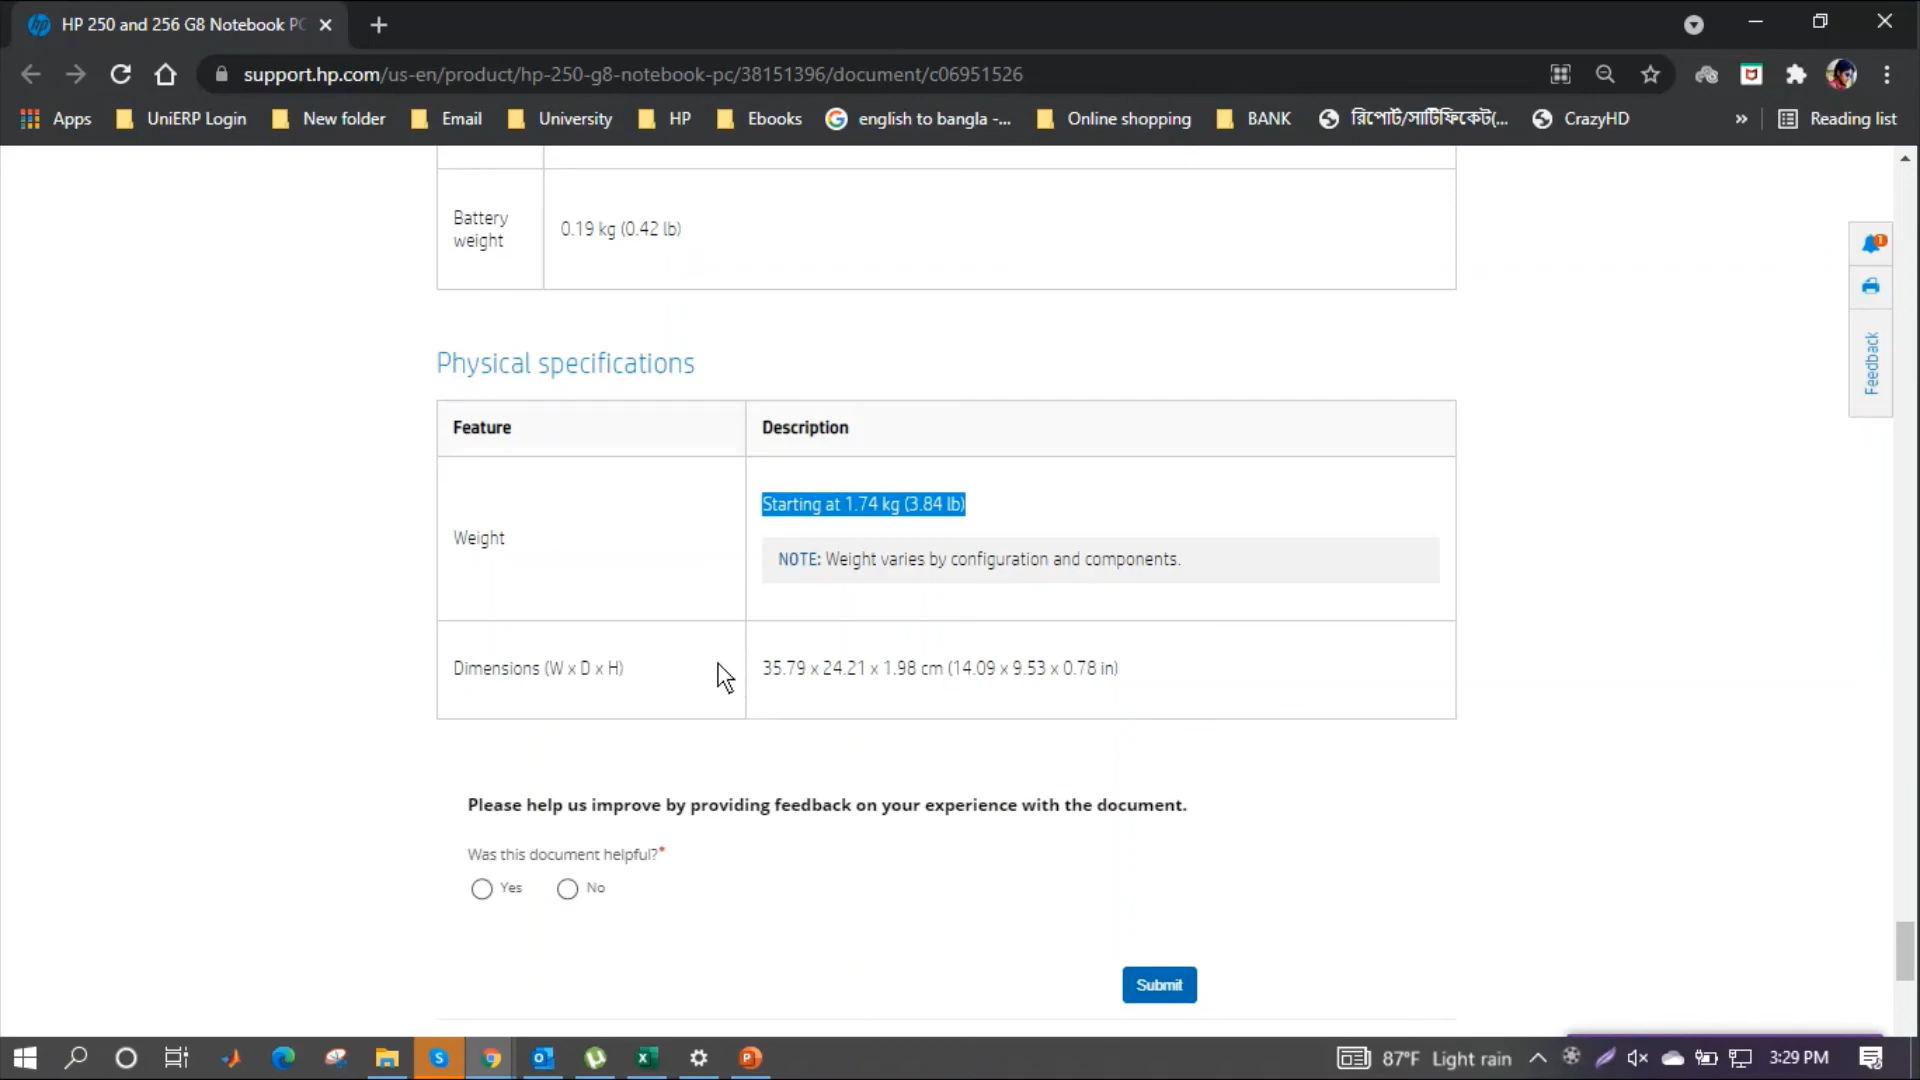 HP 250 and 256 G8 Notebook PC
support.hp.com/us-en/product/hp-250-g8-notebook-pc/38151396/document/c06951526
Apps UniERP Login New folder Email University HP Ebooks english to bangla -... Online shopping BANK রিপোর্ট/সার্টিফিকেট(... CrazyHD » Reading list
Battery
weight
0.19 kg (0.42 lb)
1
Feedback
Physical specifications
Feature Description
Weight
Starting at 1.74 kg (3.84 lb)
NOTE: Weight varies by configuration and components.
Dimensions (W x D x H) 35.79 x 24.21 x 1.98 cm (14.09 x 9.53 x 0.78 in)
Please help us improve by providing feedback on your experience with the document.
Was this document helpful?*
Yes No
Submit
87°F Light rain 3:29 PM